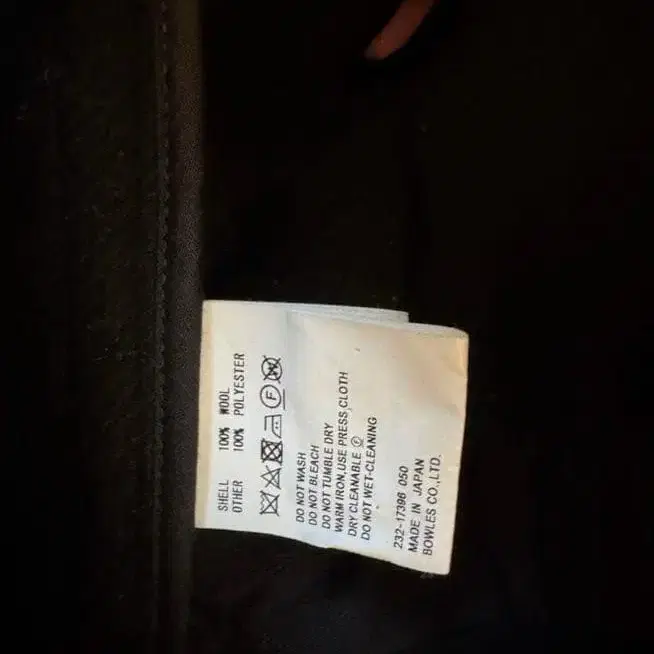 SHELL 100% WOOL
OTHER 100% POLYESTER
F W
DO NOT WASH
DO NOT BLEACH
DO NOT TUMBLE DRY
WARM IRON,USE PRESS CLOTH
DRY CLEANABLE Ⓕ
DO NOT WET-CLEANING
232-17396 050
MADE IN JAPAN
BOWLES CO.,LTD.